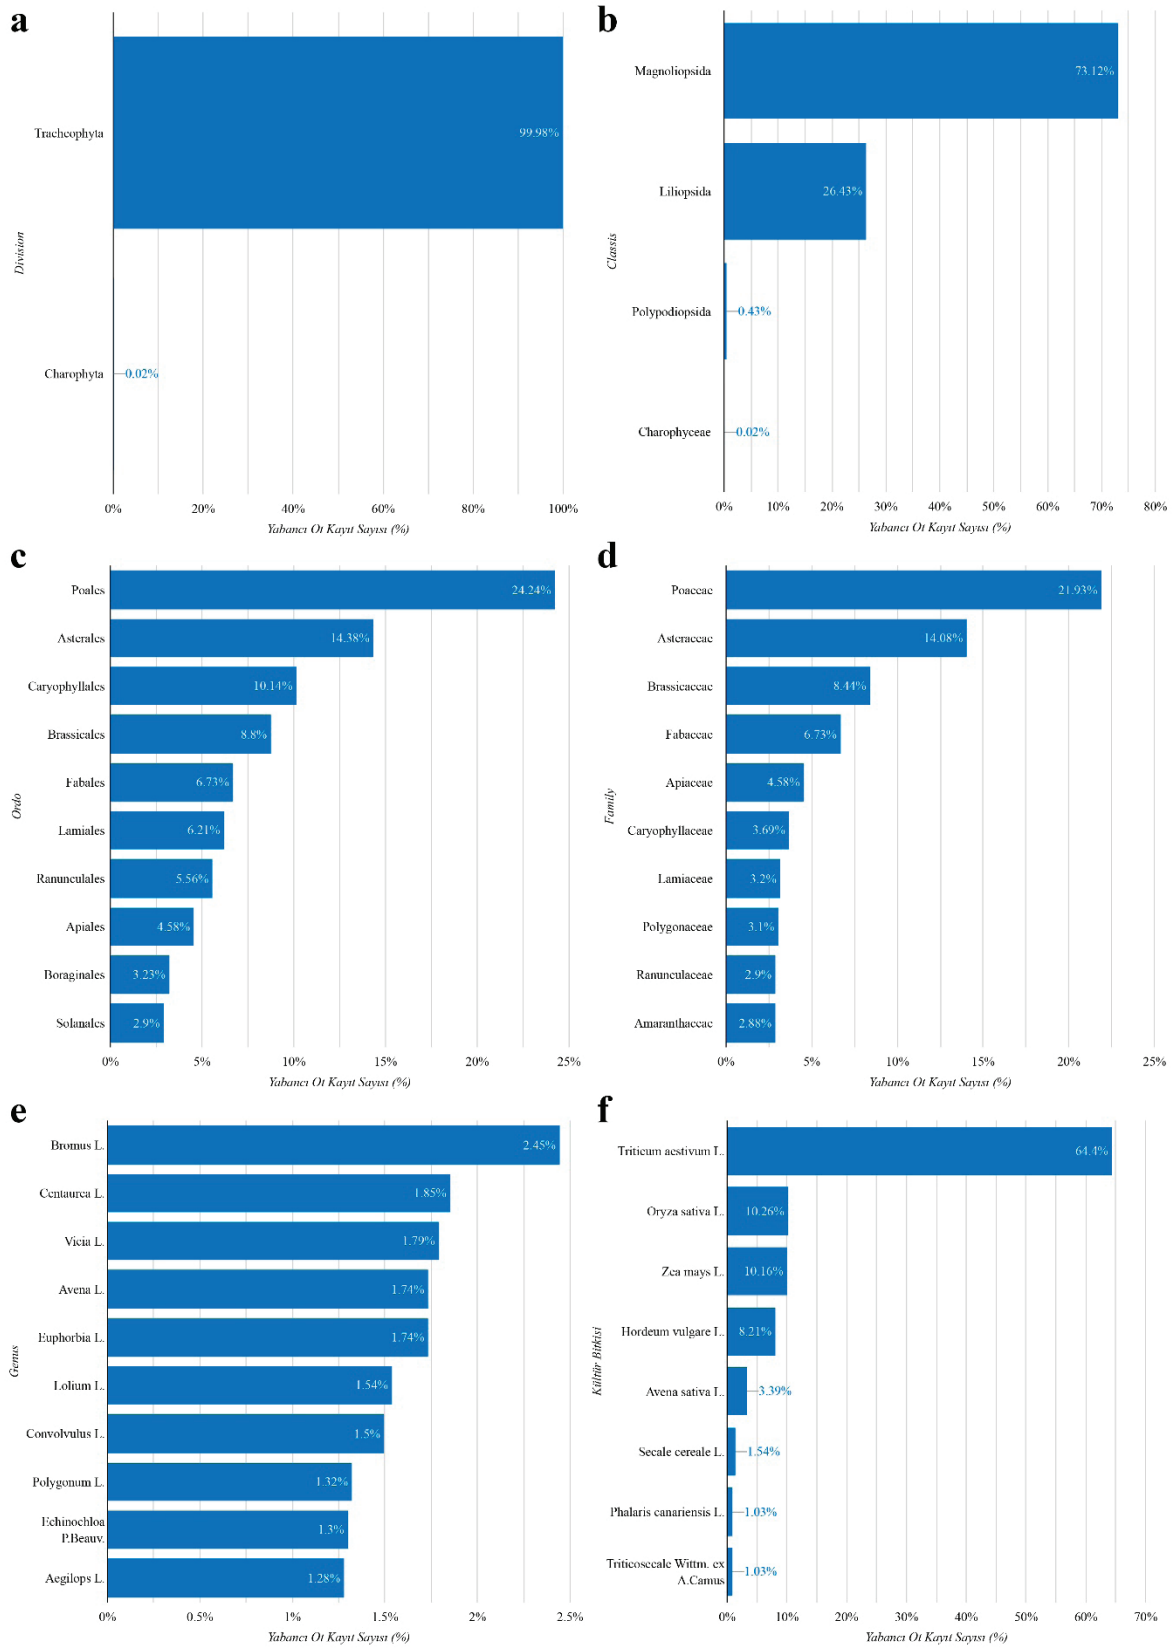 a
Tracheophyta
99.98%
Division
Charophyta
0.02%
0%
20%
40%
60%
80%
100%
Yabancı Ot Kayıt Sayısı (%)
b
Magnoliopsida
73.12%
Liliopsida
26.43%
Classis
Polypodiopsida
0.43%
Charophyceae
0.02%
0%
10%
20%
30%
40%
50%
60%
70%
80%
Yabancı Ot Kayıt Sayısı (%)
c
Poales
24.24%
Asterales
14.38%
Caryophyllales
10.14%
Brassicales
8.8%
Fabales
6.73%
Ordo
Lamiales
6.21%
Ranunculales
5.56%
Apiales
4.58%
Boraginales
3.23%
Solanales
2.9%
0%
5%
10%
15%
20%
25%
Yabancı Ot Kayıt Sayısı (%)
d
Poaceae
21.93%
Asteraceae
14.08%
Brassicaceae
8.44%
Fabaceae
6.73%
Apiaceae
4.58%
Family
Caryophyllaceae
3.69%
Lamiaceae
3.2%
Polygonaceae
3.1%
Ranunculaceae
2.9%
Amaranthaceae
2.88%
0%
5%
10%
15%
20%
25%
Yabancı Ot Kayıt Sayısı (%)
e
Bromus L.
2.45%
Centaurea L.
1.85%
Vicia L.
1.79%
Avena L.
1.74%
Euphorbia L.
1.74%
Genus
Lolium L.
1.54%
Convolvulus L.
1.5%
Polygonum L.
1.32%
Echinochloa
P.Beauv.
1.3%
Aegilops L.
1.28%
0%
0.5%
1%
1.5%
2%
2.5%
Yabancı Ot Kayıt Sayısı (%)
f
Triticum aestivum L.
64.4%
Oryza sativa L.
10.26%
Zea mays L.
10.16%
Hordeum vulgare L.
8.21%
Kültür Bitkisi
Avena sativa L.
3.39%
Secale cereale L.
1.54%
Phalaris canariensis L.
1.03%
Triticosecale Wittm. ex
A.Camus
1.03%
0%
10%
20%
30%
40%
50%
60%
70%
Yabancı Ot Kayıt Sayısı (%)